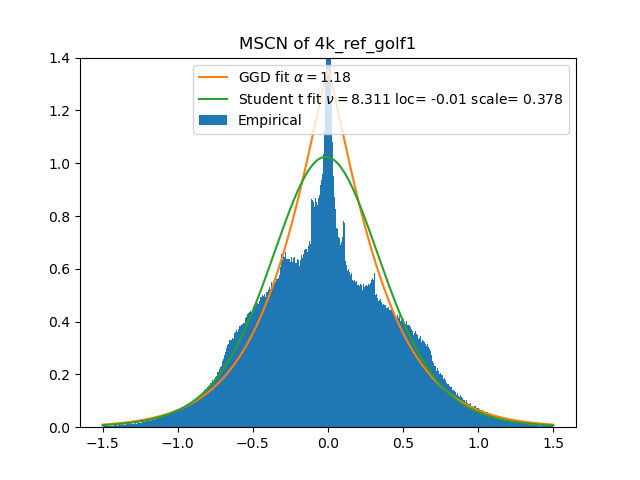 MSCN of 4k_ref_golf1
GGD fit α = 1.18
Student t fit ν = 8.311 loc= -0.01 scale= 0.378
Empirical
1.4
1.2
1.0
0.8
0.6
0.4
0.2
0.0
−1.5 −1.0 −0.5 0.0 0.5 1.0 1.5